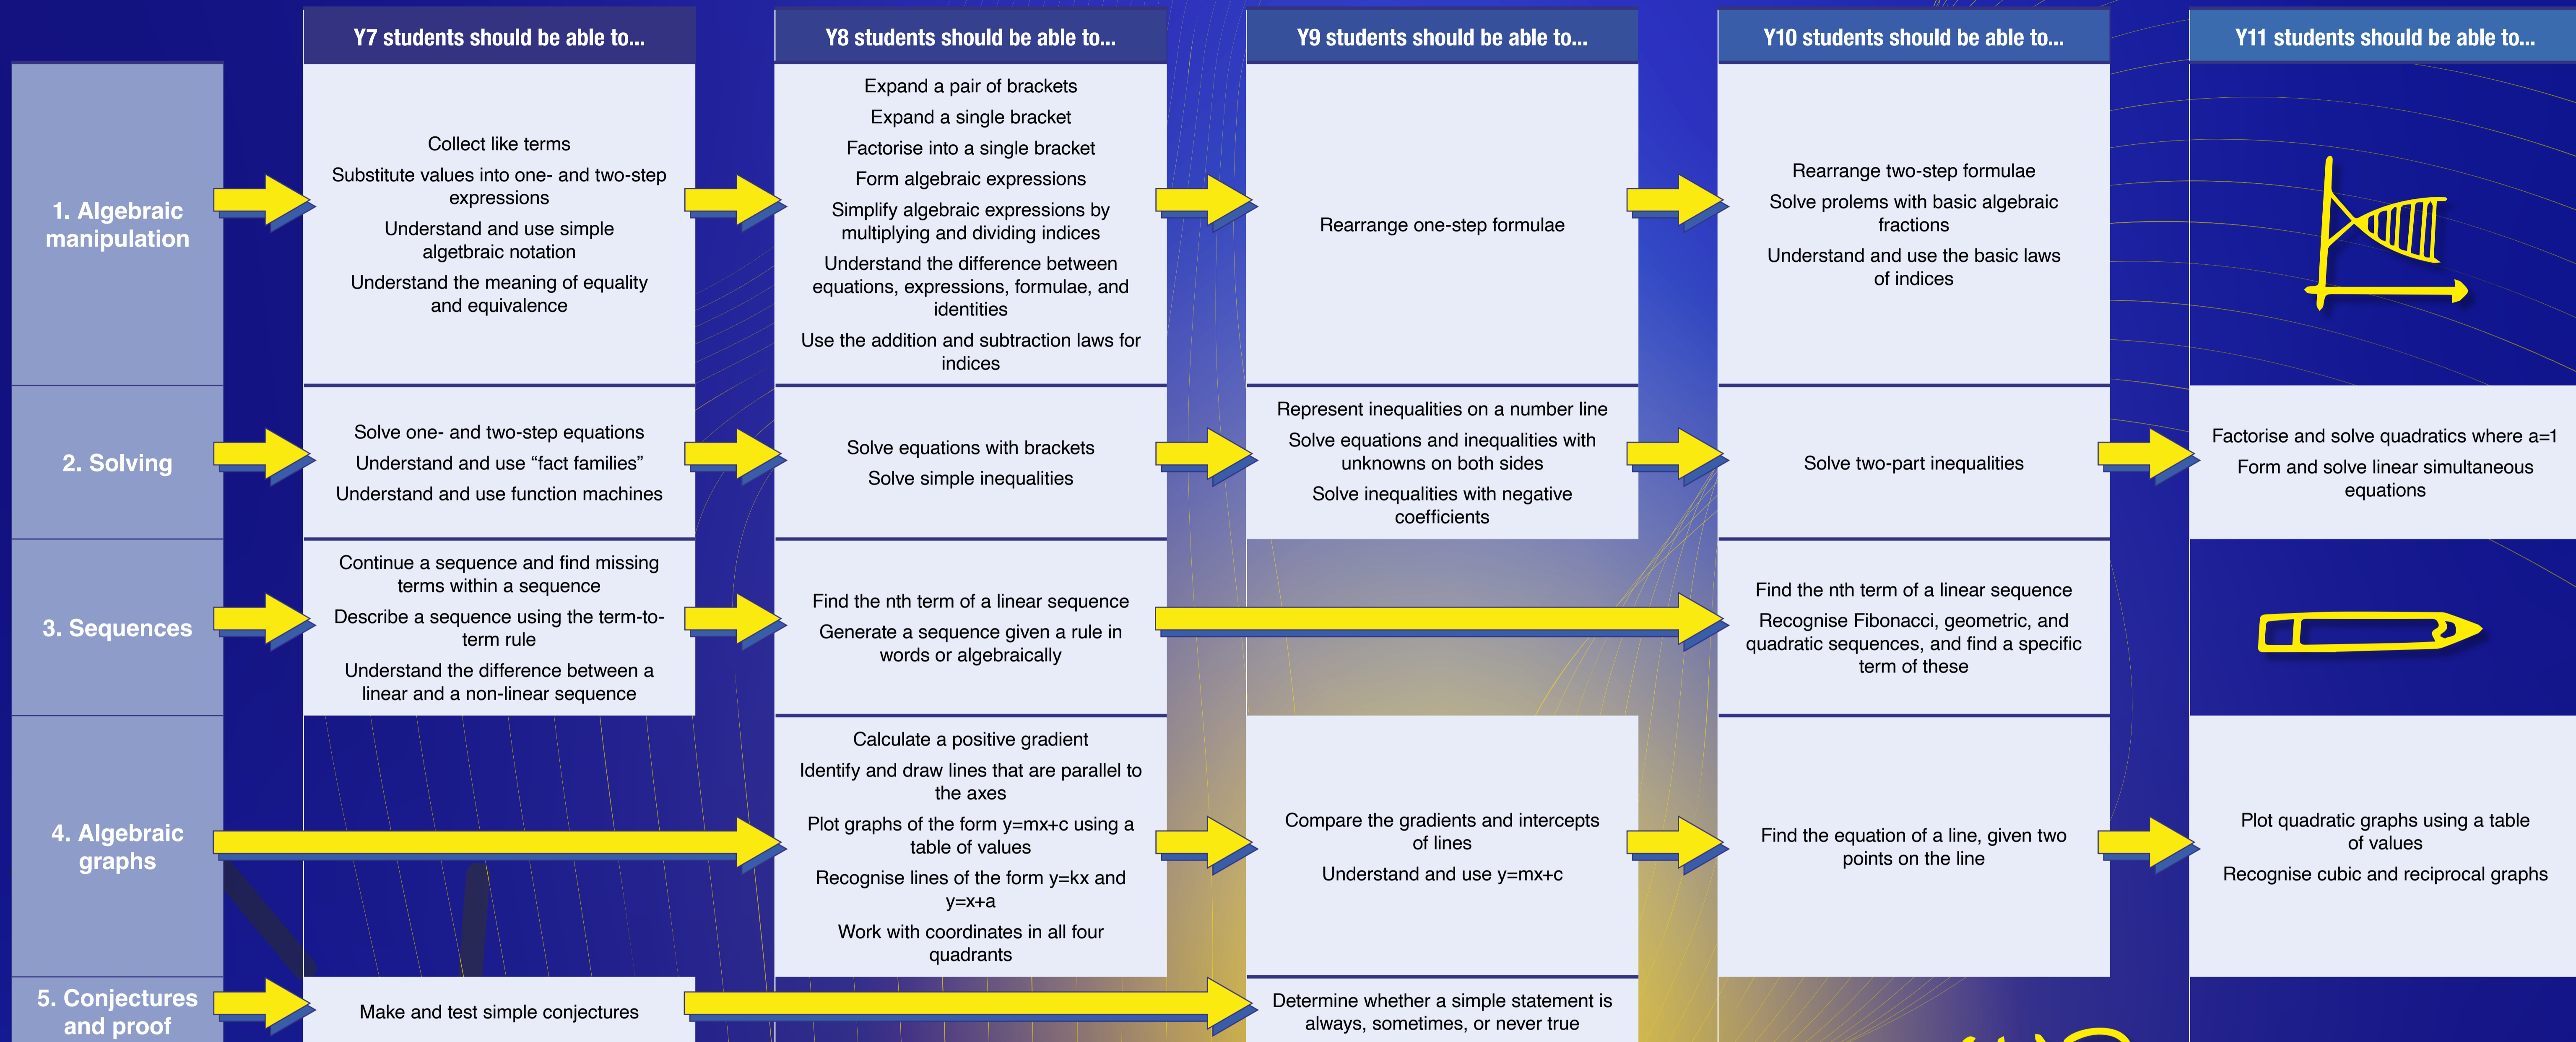 Y7 students should be able to...
Y8 students should be able to...
Y9 students should be able to...
Y10 students should be able to...
Y11 students should be able to...
1. Algebraic
manipulation
Collect like terms
Substitute values into one- and two-step
expressions
Understand and use simple
algetbraic notation
Understand the meaning of equality
and equivalence
Expand a pair of brackets
Expand a single bracket
Factorise into a single bracket
Form algebraic expressions
Simplify algebraic expressions by
multiplying and dividing indices
Understand the difference between
equations, expressions, formulae, and
identities
Use the addition and subtraction laws for
indices
Rearrange one-step formulae
Rearrange two-step formulae
Solve prolems with basic algebraic
fractions
Understand and use the basic laws
of indices
2. Solving
Solve one- and two-step equations
Understand and use “fact families”
Understand and use function machines
Solve equations with brackets
Solve simple inequalities
Represent inequalities on a number line
Solve equations and inequalities with
unknowns on both sides
Solve inequalities with negative
coefficients
Solve two-part inequalities
Factorise and solve quadratics where a=1
Form and solve linear simultaneous
equations
3. Sequences
Continue a sequence and find missing
terms within a sequence
Describe a sequence using the term-to-
term rule
Understand the difference between a
linear and a non-linear sequence
Find the nth term of a linear sequence
Generate a sequence given a rule in
words or algebraically
Find the nth term of a linear sequence
Recognise Fibonacci, geometric, and
quadratic sequences, and find a specific
term of these
4. Algebraic
graphs
Calculate a positive gradient
Identify and draw lines that are parallel to
the axes
Plot graphs of the form y=mx+c using a
table of values
Recognise lines of the form y=kx and
y=x+a
Work with coordinates in all four
quadrants
Compare the gradients and intercepts
of lines
Understand and use y=mx+c
Find the equation of a line, given two
points on the line
Plot quadratic graphs using a table
of values
Recognise cubic and reciprocal graphs
5. Conjectures
and proof
Make and test simple conjectures
Determine whether a simple statement is
always, sometimes, or never true